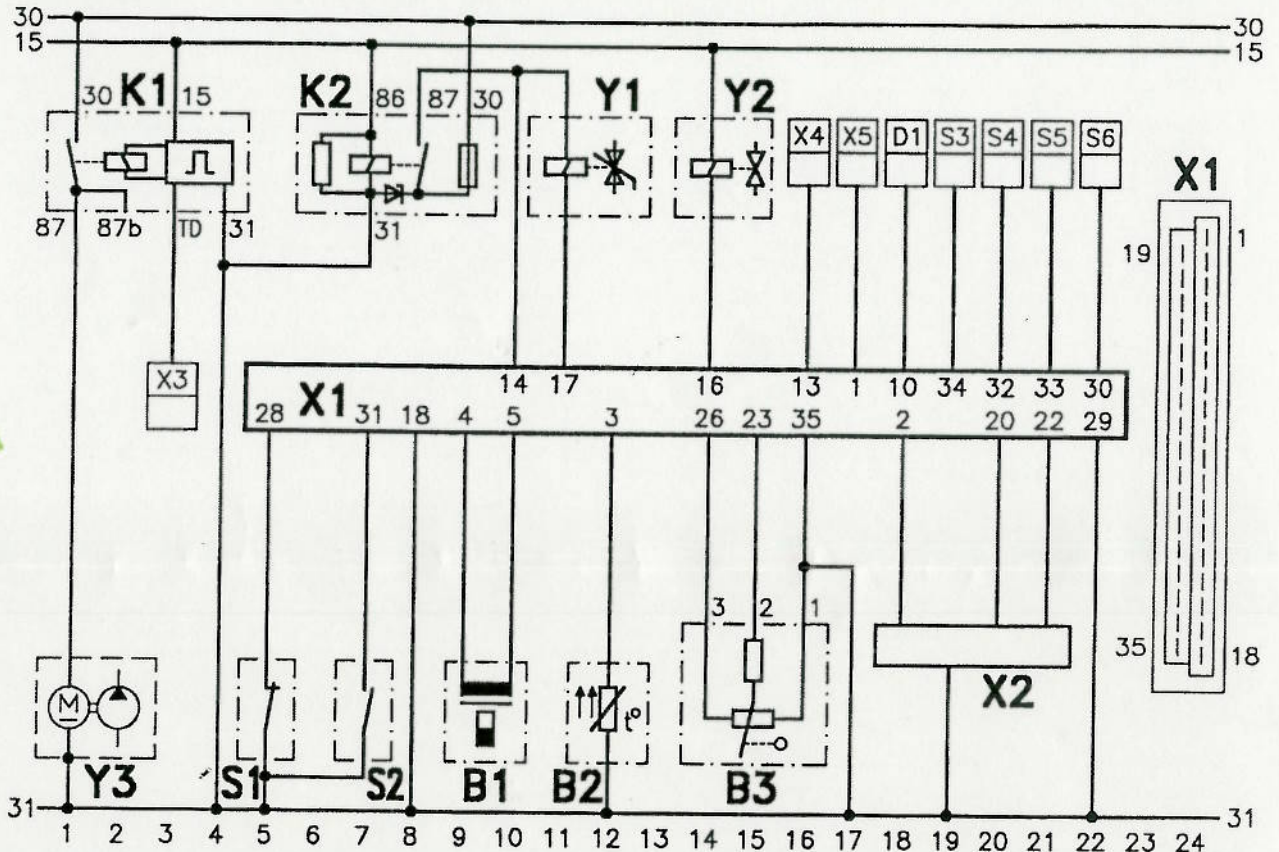 30 30
15 15
K1 K2 Y1 Y2
30 15 86 87 30
X4 X5 D1 S3 S4 S5 S6
X1
87 87b TD 31 31
19 1
X3
14 17 16 13 1 10 34 32 33 30
X1
28 31 18 4 5 3 26 23 35 2 20 22 29
3 2 1
35 18
X2
M t°
Y3 S1 S2 B1 B2 B3
31 31
1 2 3 4 5 6 7 8 9 10 11 12 13 14 15 16 17 18 19 20 21 22 23 24